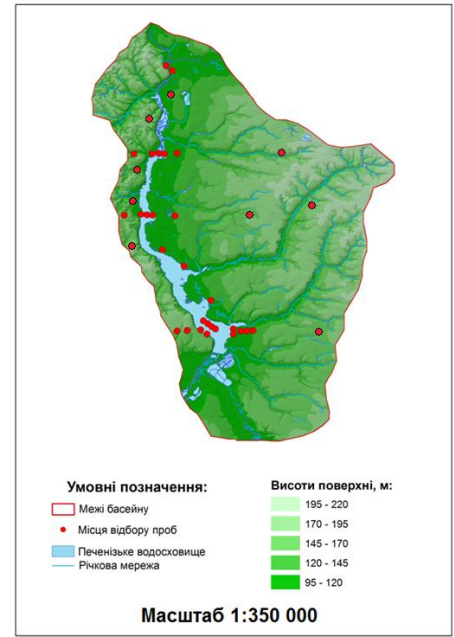 Умовні позначення:
Межі басейну
Місця відбору проб
Печенізьке водосховище
Річкова мережа
Висоти поверхні, м:
195 - 220
170 - 195
145 - 170
120 - 145
95 - 120
Масштаб 1:350 000